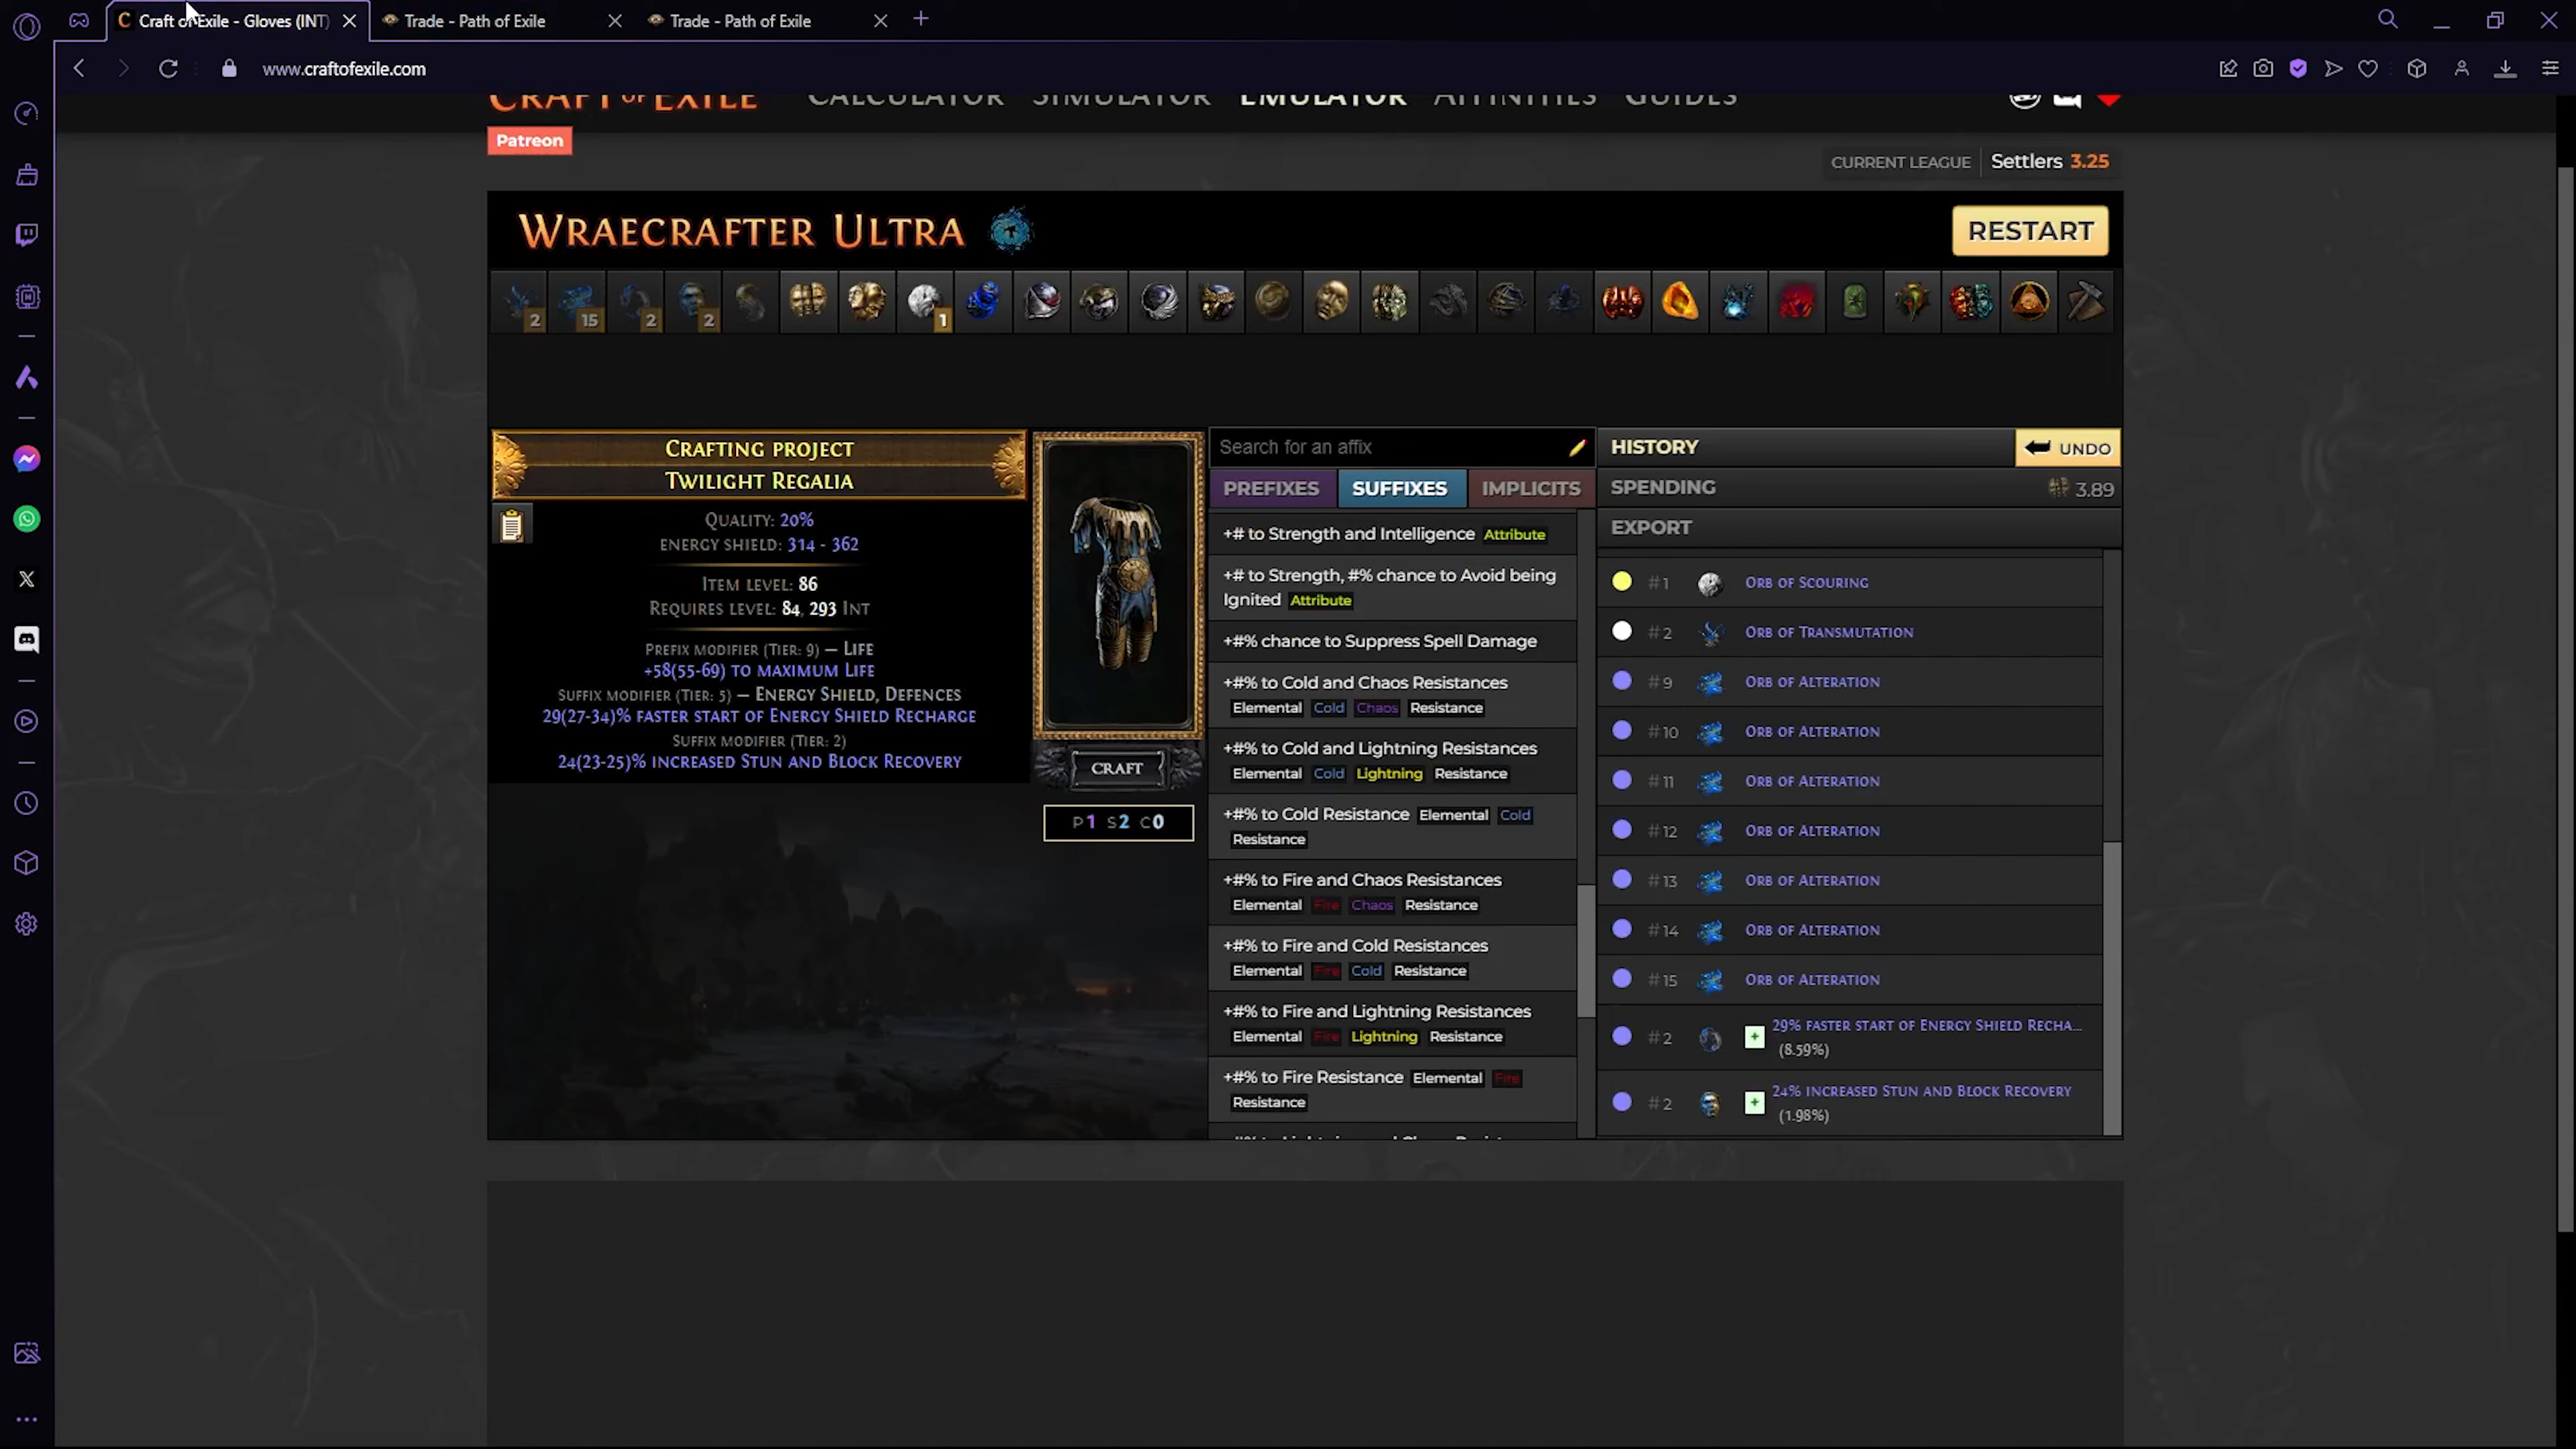 Craft of Exile - Gloves (INT)
Trade - Path of Exile
Trade - Path of Exile
www.craftofexile.com
CRAFT OF EXILE CALCULATOR SIMULATOR EMULATOR AFFINITIES GUIDES
Patreon
CURRENT LEAGUE Settlers 3.25
WRAECRAFTER ULTRA
RESTART
2 15 2 2 1
CRAFTING PROJECT
TWILIGHT REGALIA
QUALITY: 20%
ENERGY SHIELD: 314 - 362
ITEM LEVEL: 86
REQUIRES LEVEL: 84, 293 INT
PREFIX MODIFIER (TIER: 9) — LIFE
+58(55-69) TO MAXIMUM LIFE
SUFFIX MODIFIER (TIER: 5) — ENERGY SHIELD, DEFENCES
29(27-34)% FASTER START OF ENERGY SHIELD RECHARGE
SUFFIX MODIFIER (TIER: 2)
24(23-25)% INCREASED STUN AND BLOCK RECOVERY
CRAFT
P1 S2 C0
Search for an affix
PREFIXES SUFFIXES IMPLICITS
+# to Strength and Intelligence Attribute
+# to Strength, #% chance to Avoid being
Ignited Attribute
+#% chance to Suppress Spell Damage
+#% to Cold and Chaos Resistances
Elemental Cold Chaos Resistance
+#% to Cold and Lightning Resistances
Elemental Cold Lightning Resistance
+#% to Cold Resistance Elemental Cold
Resistance
+#% to Fire and Chaos Resistances
Elemental Fire Chaos Resistance
+#% to Fire and Cold Resistances
Elemental Fire Cold Resistance
+#% to Fire and Lightning Resistances
Elemental Fire Lightning Resistance
+#% to Fire Resistance Elemental Fire
Resistance
HISTORY
UNDO
SPENDING 3.89
EXPORT
#1 ORB OF SCOURING
#2 ORB OF TRANSMUTATION
#9 ORB OF ALTERATION
#10 ORB OF ALTERATION
#11 ORB OF ALTERATION
#12 ORB OF ALTERATION
#13 ORB OF ALTERATION
#14 ORB OF ALTERATION
#15 ORB OF ALTERATION
#2 + 29% FASTER START OF ENERGY SHIELD RECHA...
(8.59%)
#2 + 24% INCREASED STUN AND BLOCK RECOVERY
(1.98%)